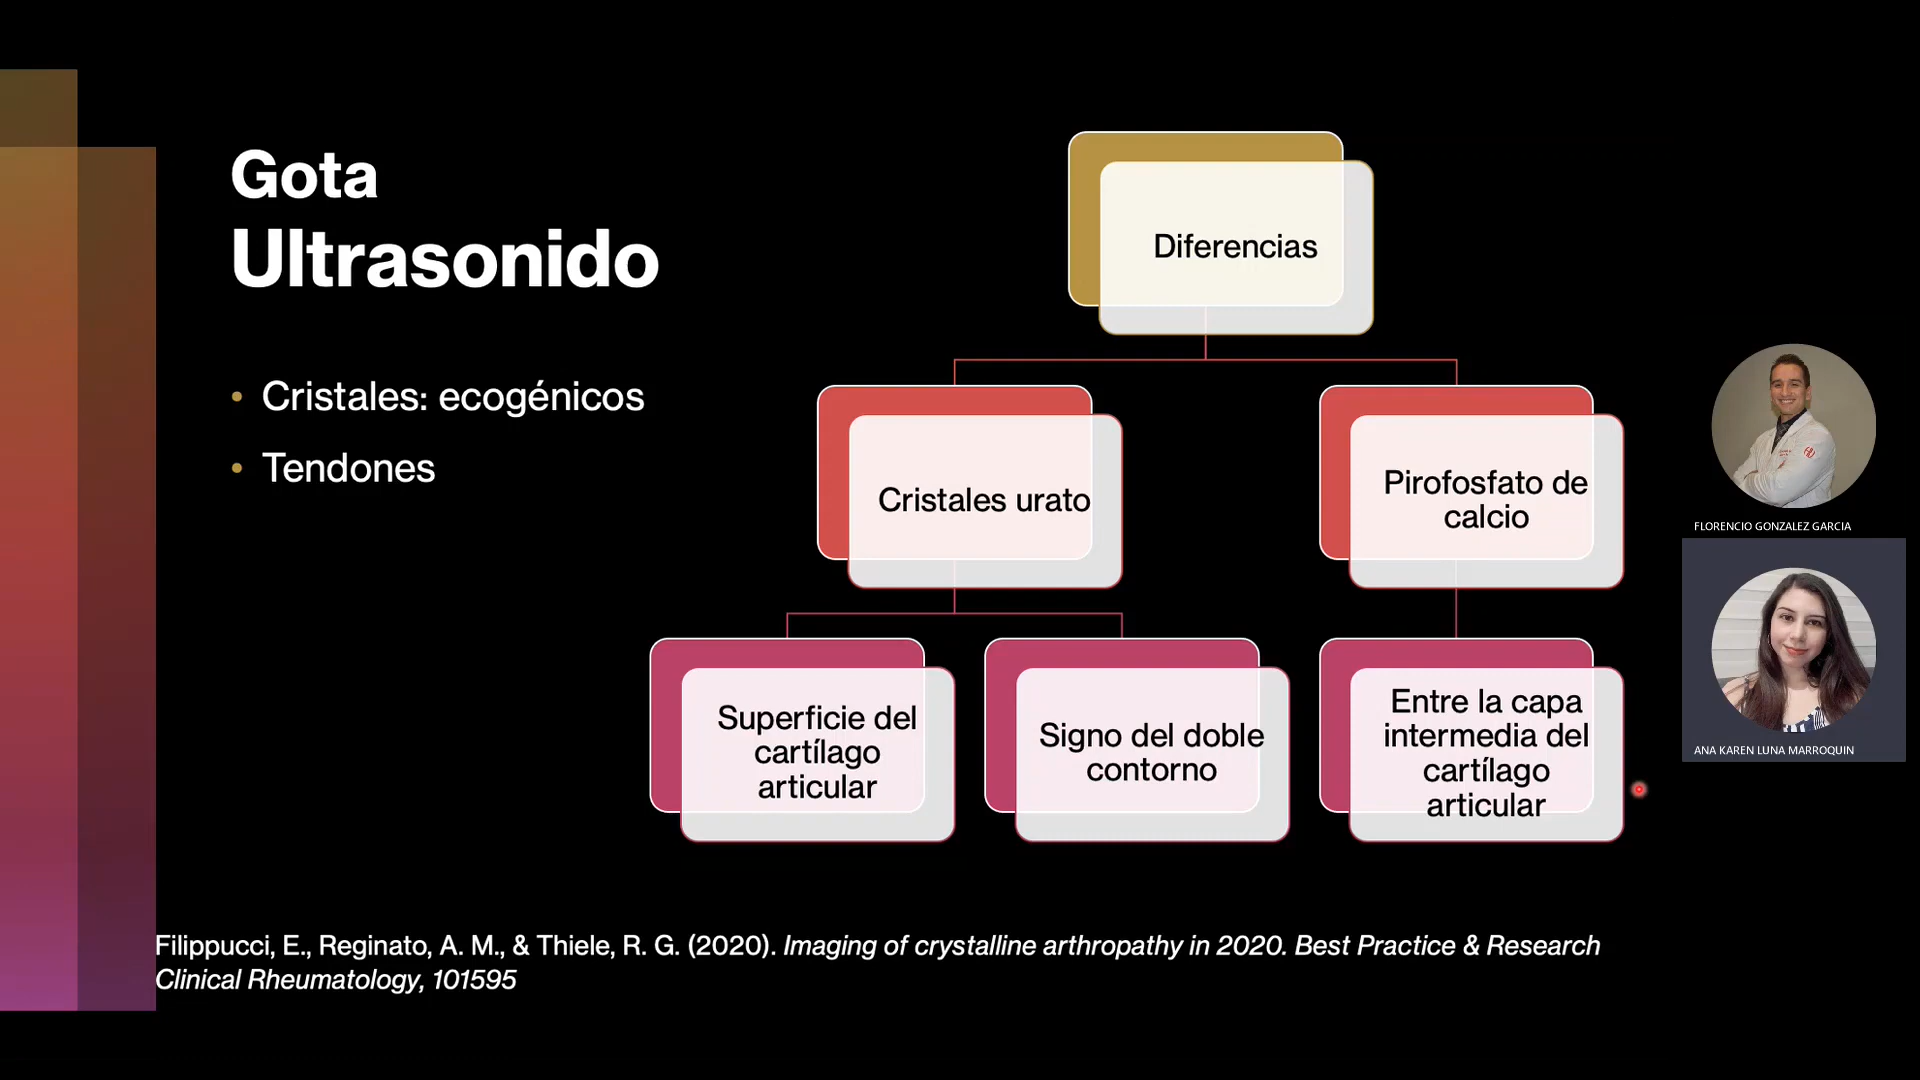 Gota
Ultrasonido
• Cristales: ecogénicos
• Tendones
Diferencias
Cristales urato
Pirofosfato de
calcio
Superficie del
cartílago
articular
Signo del doble
contorno
Entre la capa
intermedia del
cartílago
articular
FLORENCIO GONZALEZ GARCIA
ANA KAREN LUNA MARROQUIN
Filippucci, E., Reginato, A. M., & Thiele, R. G. (2020). Imaging of crystalline arthropathy in 2020. Best Practice & Research
Clinical Rheumatology, 101595